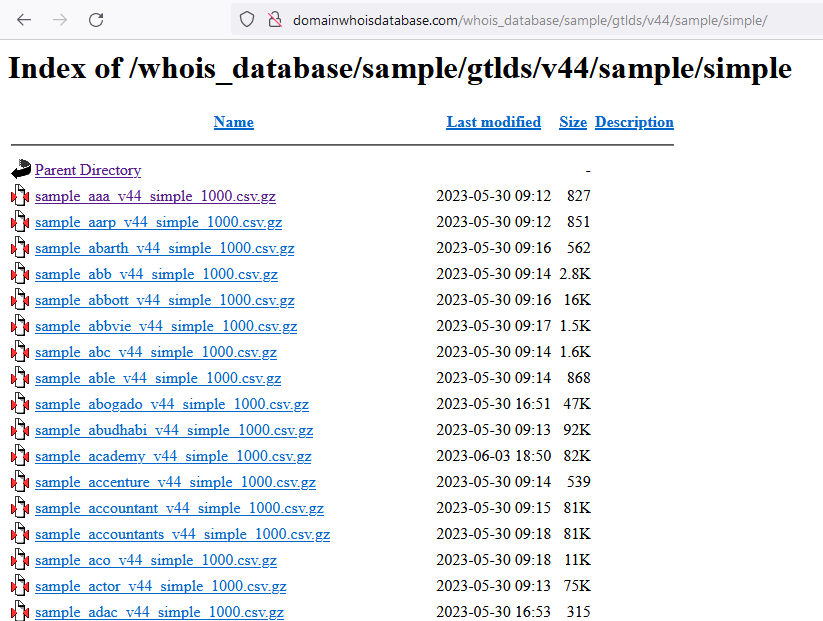 domainwhoisdatabase.com/whois_database/sample/gtlds/v44/sample/simple/
Index of /whois_database/sample/gtlds/v44/sample/simple
Name Last modified Size Description
Parent Directory -
sample_aaa_v44_simple_1000.csv.gz 2023-05-30 09:12 827
sample_aarp_v44_simple_1000.csv.gz 2023-05-30 09:12 851
sample_abarth_v44_simple_1000.csv.gz 2023-05-30 09:16 562
sample_abb_v44_simple_1000.csv.gz 2023-05-30 09:14 2.8K
sample_abbott_v44_simple_1000.csv.gz 2023-05-30 09:16 16K
sample_abbvie_v44_simple_1000.csv.gz 2023-05-30 09:17 1.5K
sample_abc_v44_simple_1000.csv.gz 2023-05-30 09:14 1.6K
sample_able_v44_simple_1000.csv.gz 2023-05-30 09:14 868
sample_abogado_v44_simple_1000.csv.gz 2023-05-30 16:51 47K
sample_abudhabi_v44_simple_1000.csv.gz 2023-05-30 09:13 92K
sample_academy_v44_simple_1000.csv.gz 2023-06-03 18:50 82K
sample_accenture_v44_simple_1000.csv.gz 2023-05-30 09:14 539
sample_accountant_v44_simple_1000.csv.gz 2023-05-30 09:15 81K
sample_accountants_v44_simple_1000.csv.gz 2023-05-30 09:18 81K
sample_aco_v44_simple_1000.csv.gz 2023-05-30 09:18 11K
sample_actor_v44_simple_1000.csv.gz 2023-05-30 09:13 75K
sample_adac_v44_simple_1000.csv.gz 2023-05-30 16:53 315